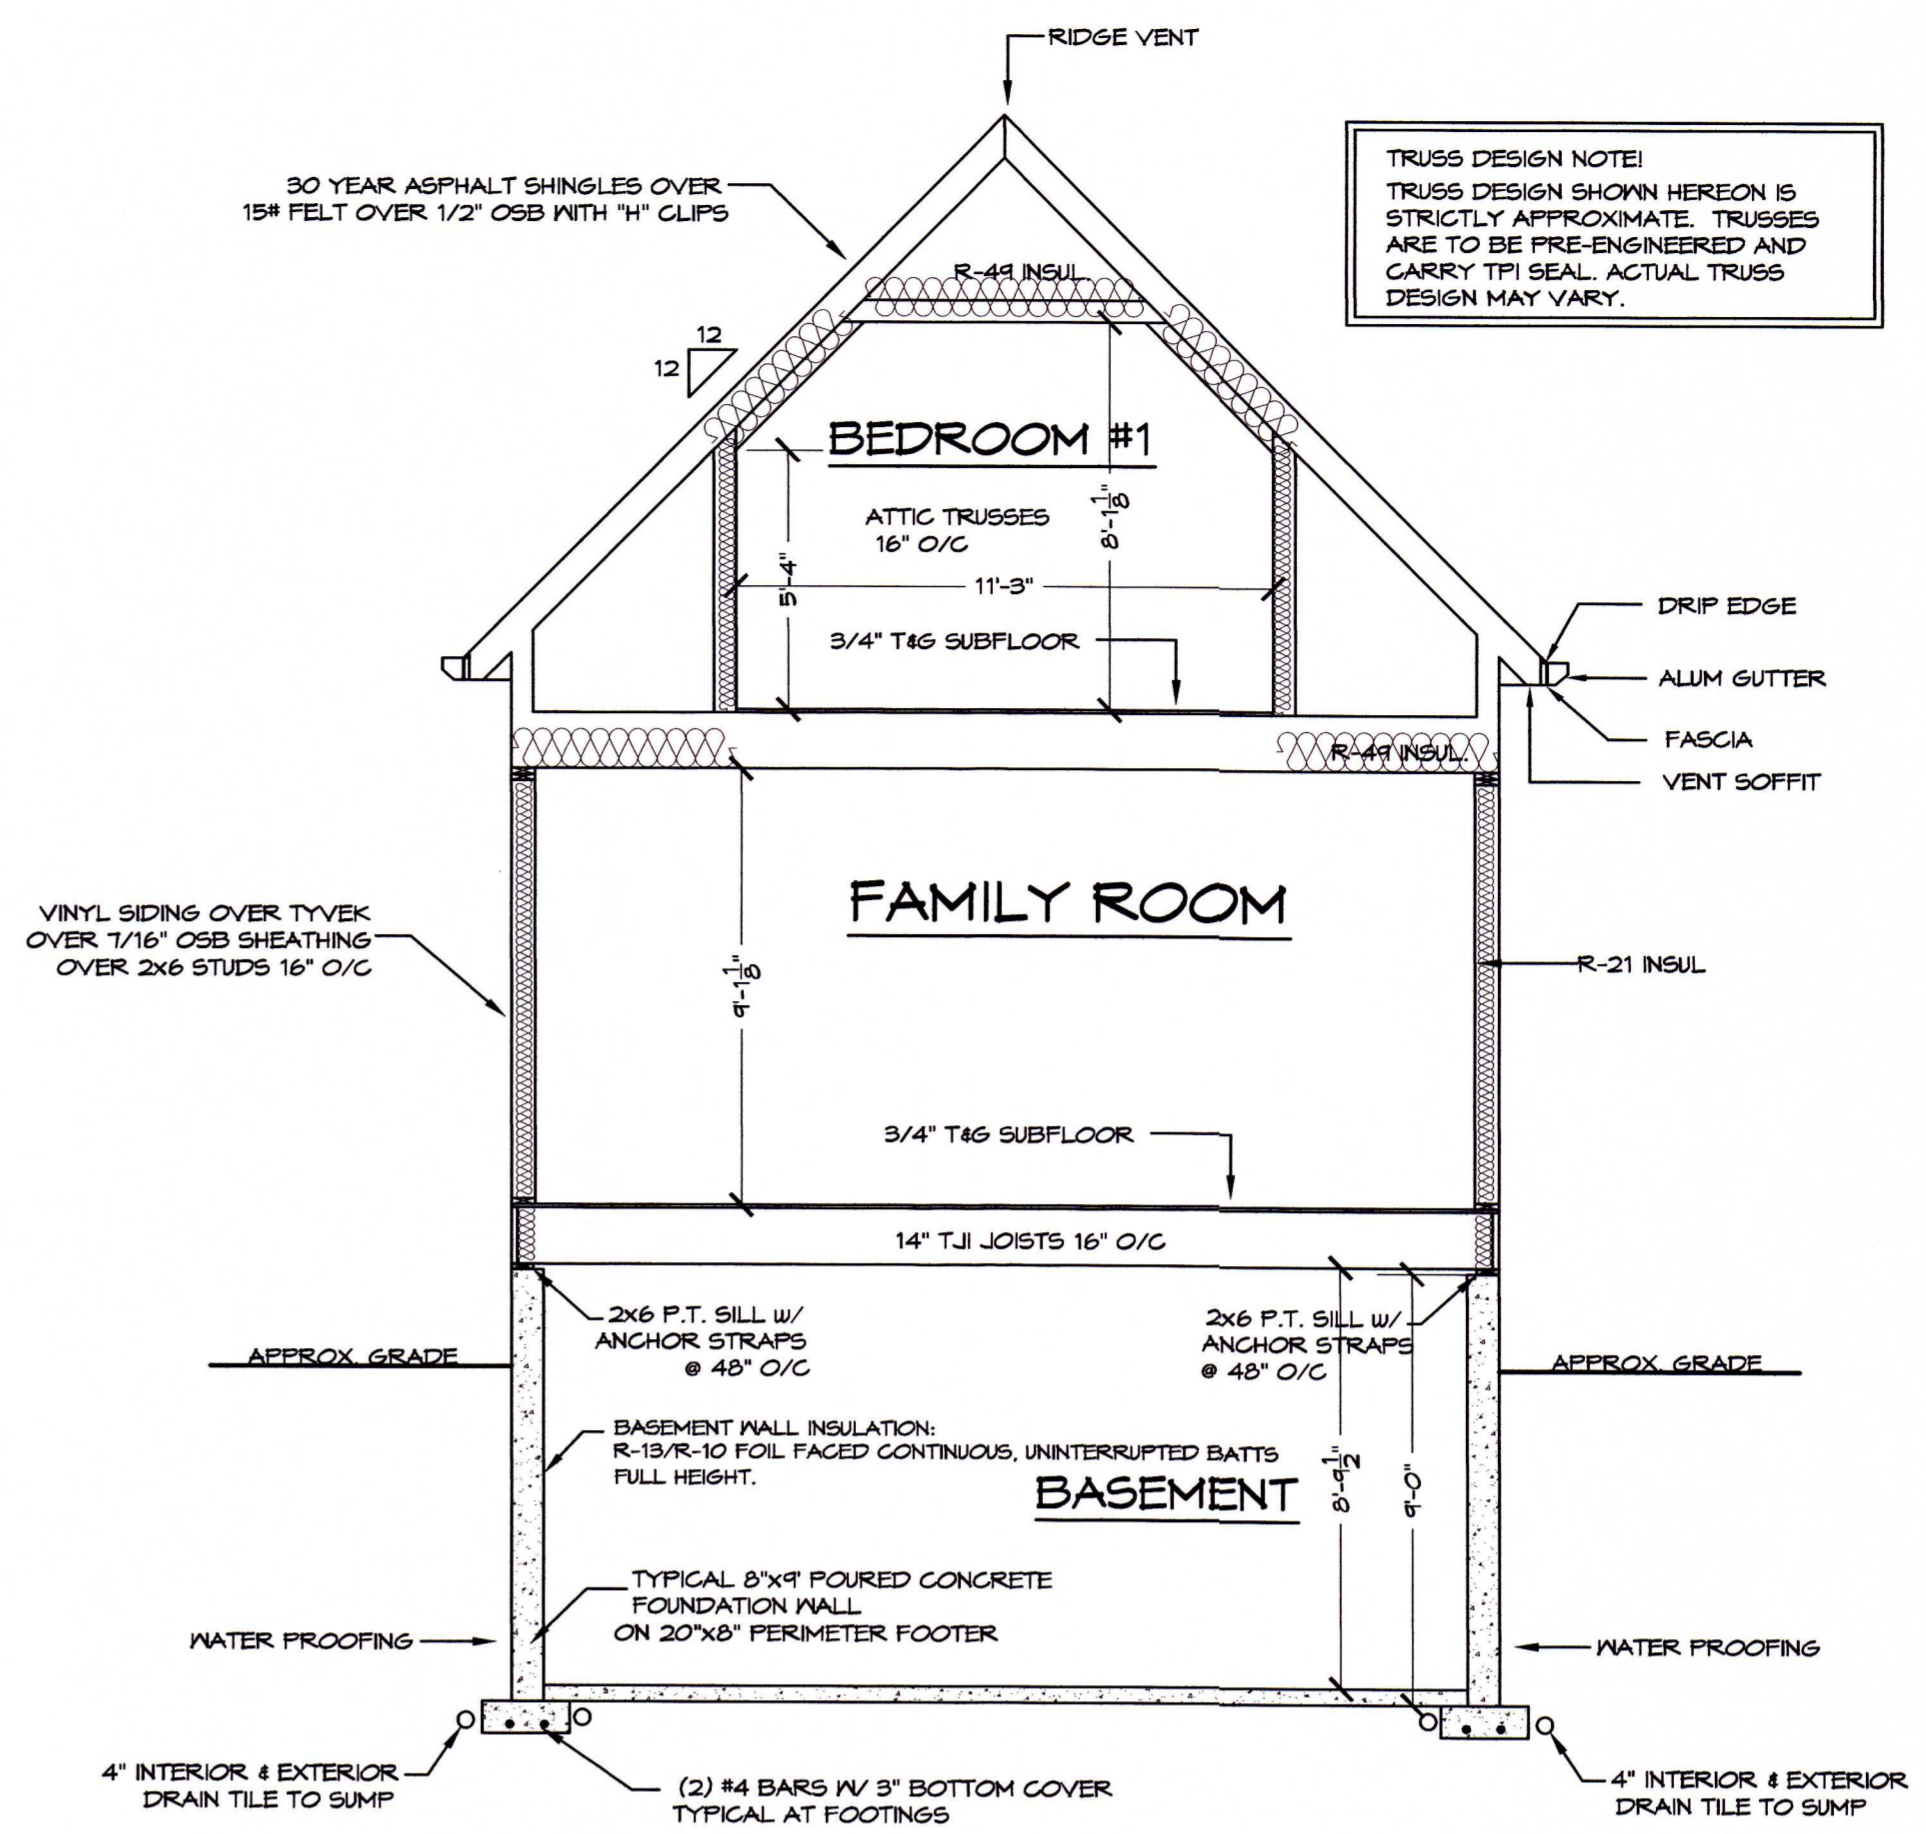 RIDGE VENT
30 YEAR ASPHALT SHINGLES OVER
15# FELT OVER 1/2" OSB WITH "H" CLIPS
TRUSS DESIGN NOTE!
TRUSS DESIGN SHOWN HEREON IS
STRICTLY APPROXIMATE. TRUSSES
ARE TO BE PRE-ENGINEERED AND
CARRY TPI SEAL. ACTUAL TRUSS
DESIGN MAY VARY.
R-49 INSUL.
12
12
BEDROOM #1
ATTIC TRUSSES
16" O/C
8'-1 1/8"
5'-4"
11'-3"
3/4" T&G SUBFLOOR
DRIP EDGE
ALUM GUTTER
FASCIA
VENT SOFFIT
R-49 INSUL.
FAMILY ROOM
VINYL SIDING OVER TYVEK
OVER 7/16" OSB SHEATHING
OVER 2x6 STUDS 16" O/C
9'-1 1/8"
R-21 INSUL
3/4" T&G SUBFLOOR
14" TJI JOISTS 16" O/C
2x6 P.T. SILL W/
ANCHOR STRAPS
@ 48" O/C
2x6 P.T. SILL W/
ANCHOR STRAPS
@ 48" O/C
APPROX. GRADE
APPROX. GRADE
BASEMENT WALL INSULATION:
R-13/R-10 FOIL FACED CONTINUOUS, UNINTERRUPTED BATTS
FULL HEIGHT.
BASEMENT
8'-9 1/2"
9'-0"
TYPICAL 8"x9' POURED CONCRETE
FOUNDATION WALL
ON 20"x8" PERIMETER FOOTER
WATER PROOFING
WATER PROOFING
4" INTERIOR & EXTERIOR
DRAIN TILE TO SUMP
(2) #4 BARS W/ 3" BOTTOM COVER
TYPICAL AT FOOTINGS
4" INTERIOR & EXTERIOR
DRAIN TILE TO SUMP